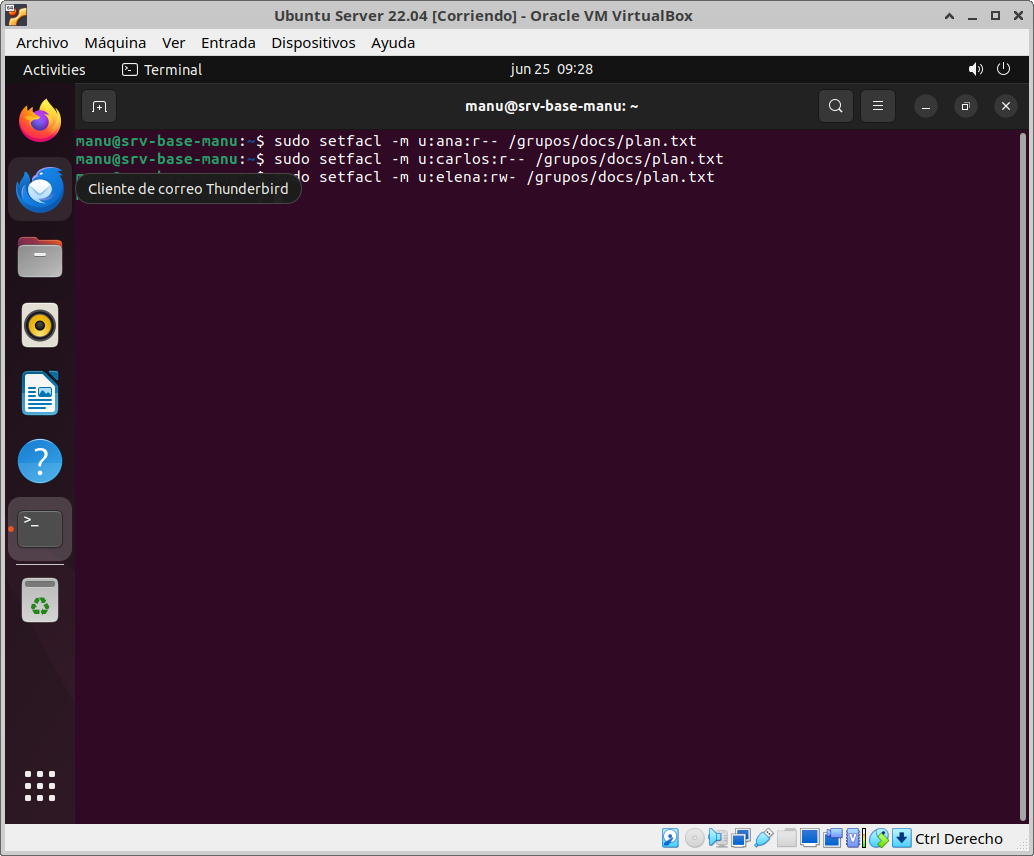 Ubuntu Server 22.04 [Corriendo] - Oracle VM VirtualBox
Archivo Máquina Ver Entrada Dispositivos Ayuda
Activities Terminal jun 25 09:28
manu@srv-base-manu: ~
manu@srv-base-manu:~$ sudo setfacl -m u:ana:r-- /grupos/docs/plan.txt
manu@srv-base-manu:~$ sudo setfacl -m u:carlos:r-- /grupos/docs/plan.txt
do setfacl -m u:elena:rw- /grupos/docs/plan.txt
Cliente de correo Thunderbird
Ctrl Derecho